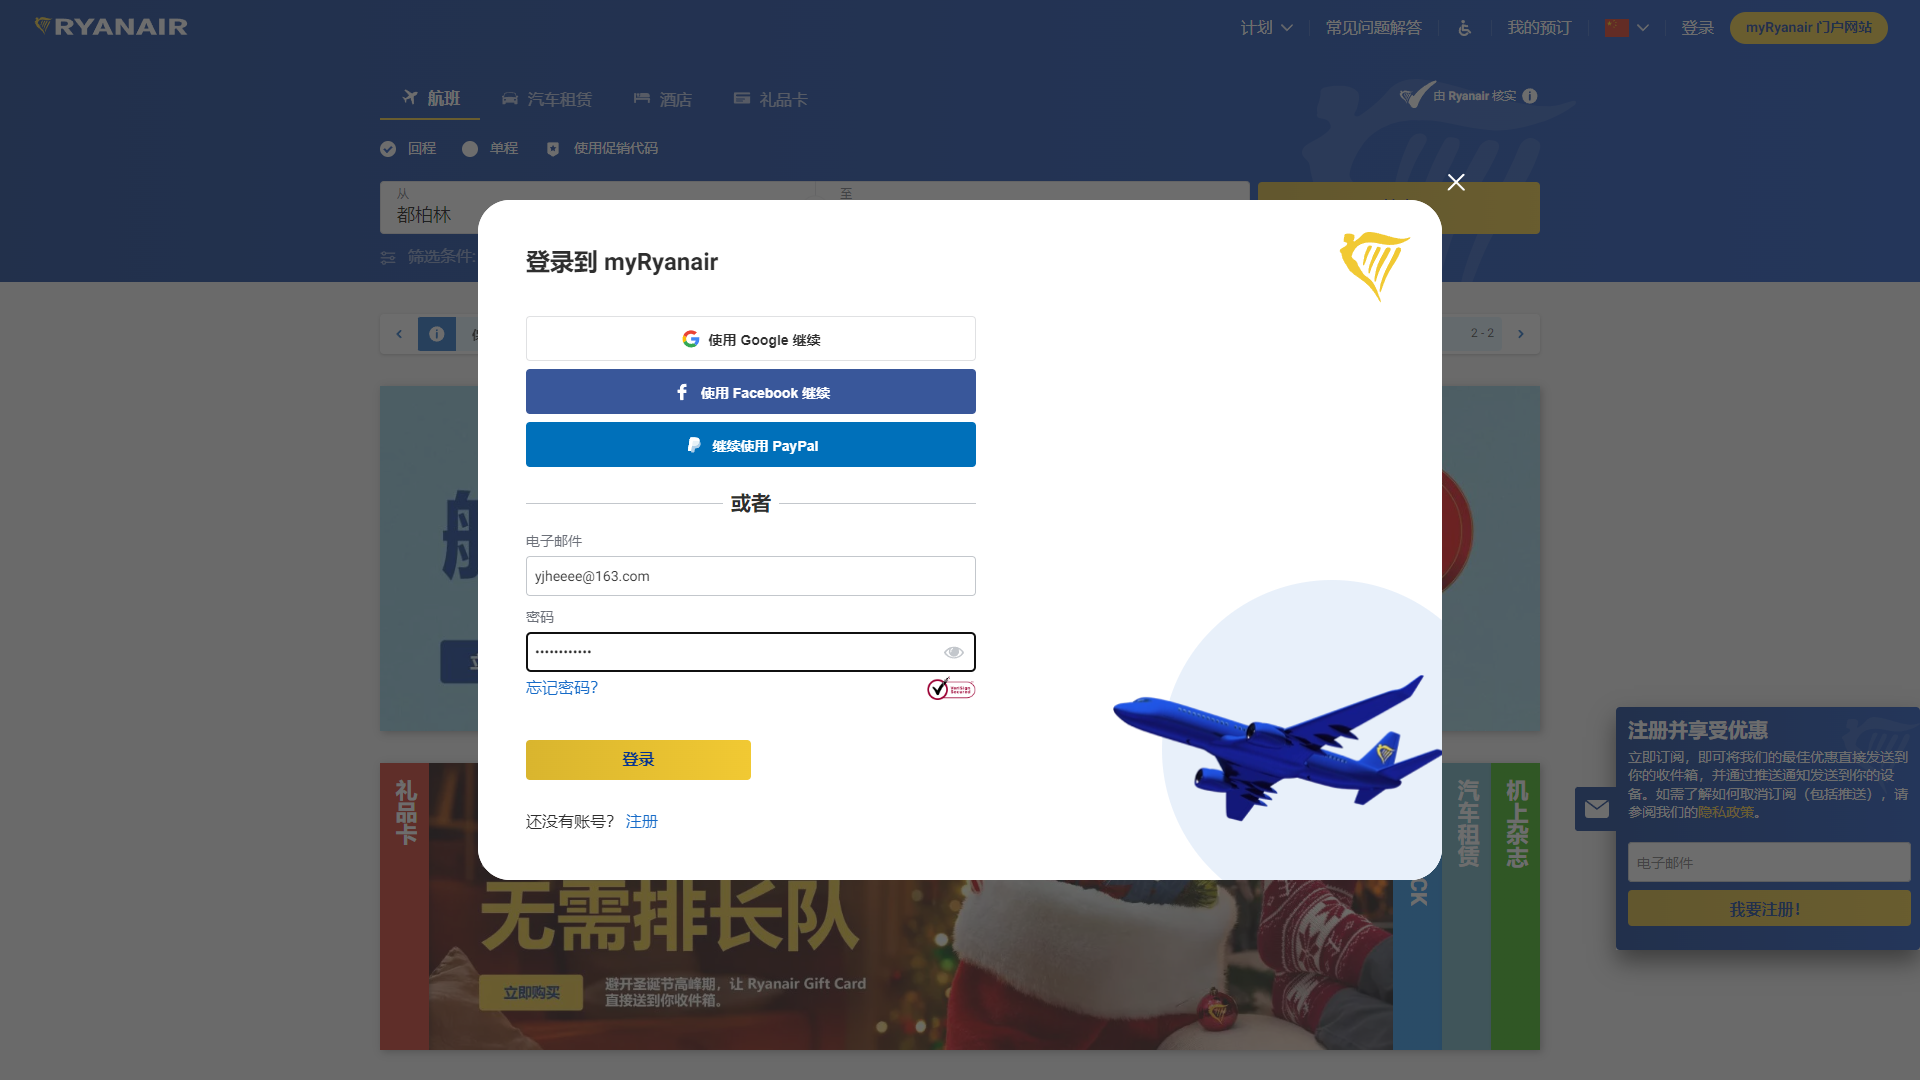 RYANAIR
计划
常见问题解答
我的预订
登录
myRyanair 门户网站
航班
汽车租赁
酒店
礼品卡
由 Ryanair 核实
回程
单程
使用促销代码
从
都柏林
至
筛选条件:
登录到 myRyanair
使用 Google 继续
使用 Facebook 继续
继续使用 PayPal
或者
电子邮件
yjheeee@163.com
密码
••••••••••••
忘记密码?
VeriSign
Secured
登录
还没有账号? 注册
2 - 2
礼品卡
无需排长队
立即购买
避开圣诞节高峰期，让 Ryanair Gift Card
直接送到你收件箱。
CK
汽车租赁
机上杂志
注册并享受优惠
立即订阅，即可将我们的最佳优惠直接发送到
你的收件箱，并通过推送通知发送到你的设
备。如需了解如何取消订阅（包括推送），请
参阅我们的隐私政策。
电子邮件
我要注册！